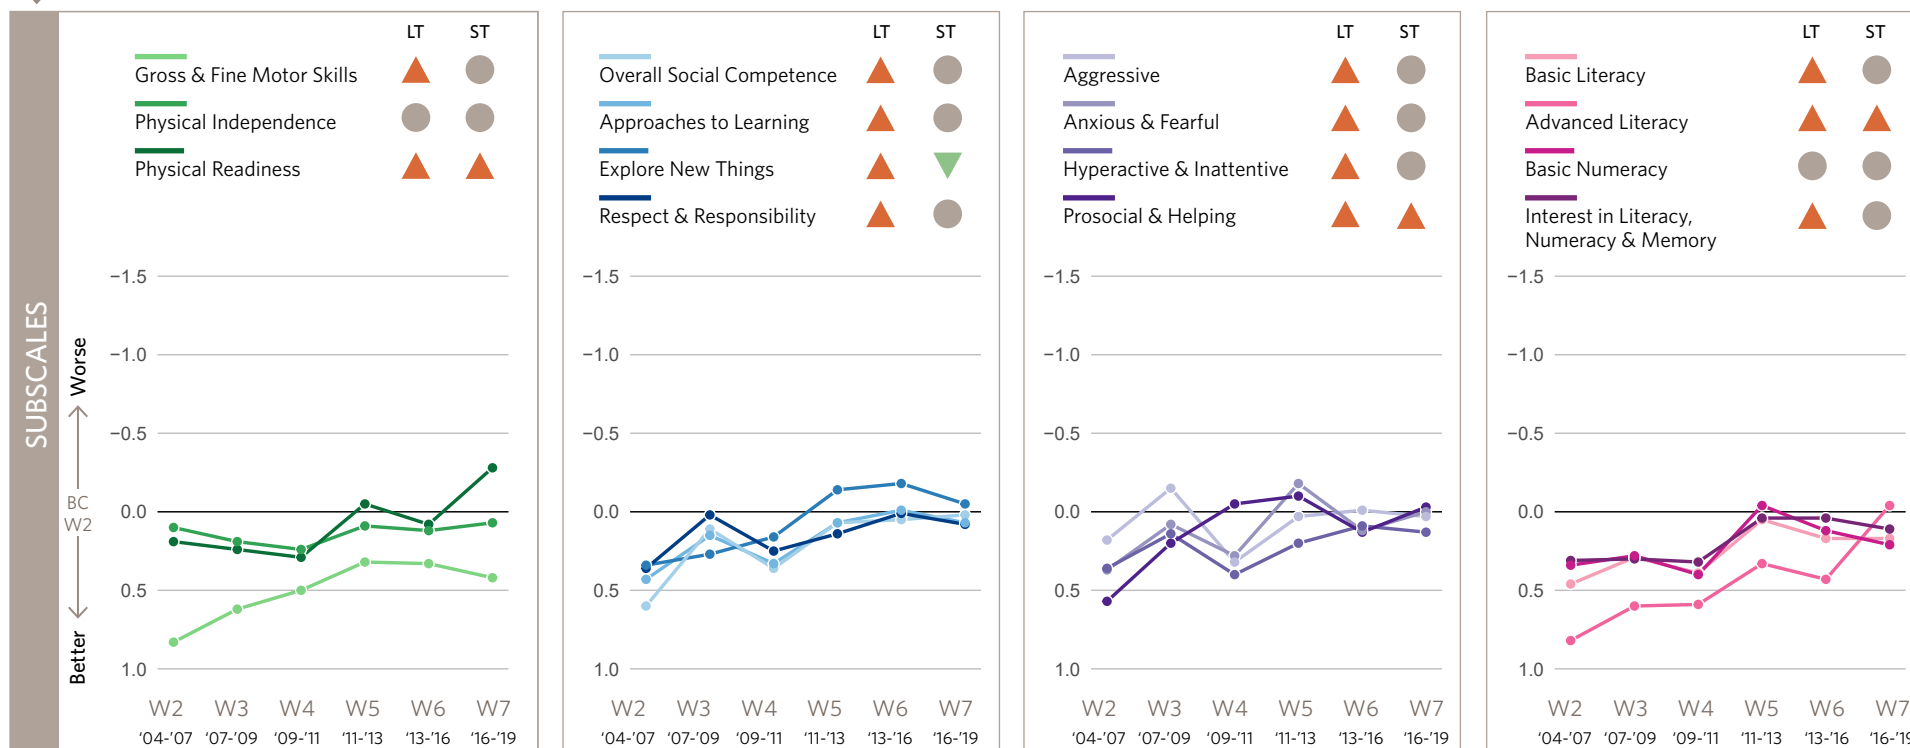 SUBSCALES
Worse
BC
W2
Better
LT ST
Gross & Fine Motor Skills
Physical Independence
Physical Readiness
−1.5
−1.0
−0.5
0.0
0.5
1.0
W2 W3 W4 W5 W6 W7
‘04-’07 ‘07-’09 ‘09-’11 ‘11-’13 ‘13-’16 ‘16-’19
LT ST
Overall Social Competence
Approaches to Learning
Explore New Things
Respect & Responsibility
−1.5
−1.0
−0.5
0.0
0.5
1.0
W2 W3 W4 W5 W6 W7
‘04-’07 ‘07-’09 ‘09-’11 ‘11-’13 ‘13-’16 ‘16-’19
LT ST
Aggressive
Anxious & Fearful
Hyperactive & Inattentive
Prosocial & Helping
−1.5
−1.0
−0.5
0.0
0.5
1.0
W2 W3 W4 W5 W6 W7
‘04-’07 ‘07-’09 ‘09-’11 ‘11-’13 ‘13-’16 ‘16-’19
LT ST
Basic Literacy
Advanced Literacy
Basic Numeracy
Interest in Literacy,
Numeracy & Memory
−1.5
−1.0
−0.5
0.0
0.5
1.0
W2 W3 W4 W5 W6 W7
‘04-’07 ‘07-’09 ‘09-’11 ‘11-’13 ‘13-’16 ‘16-’19